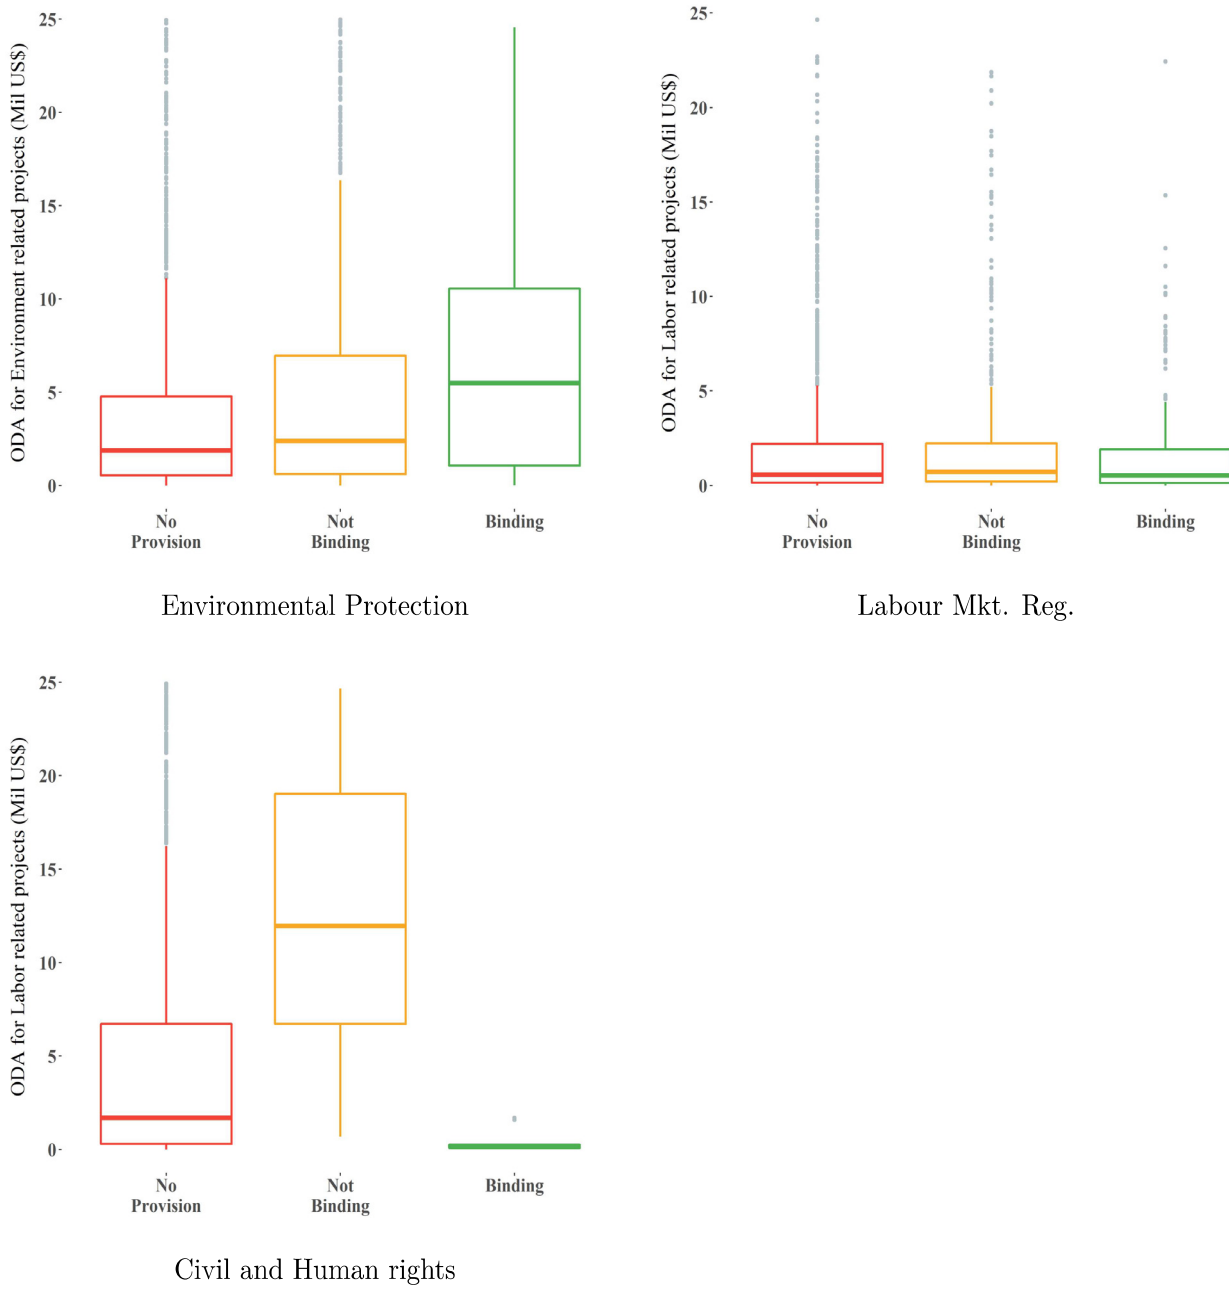 ODA for Environment related projects (Mil US$)
25
20
15
10
5
0
No
Provision
Not
Binding
Binding
Environmental Protection
ODA for Labor related projects (Mil US$)
25
20
15
10
5
0
No
Provision
Not
Binding
Binding
Labour Mkt. Reg.
ODA for Labor related projects (Mil US$)
25
20
15
10
5
0
No
Provision
Not
Binding
Binding
Civil and Human rights